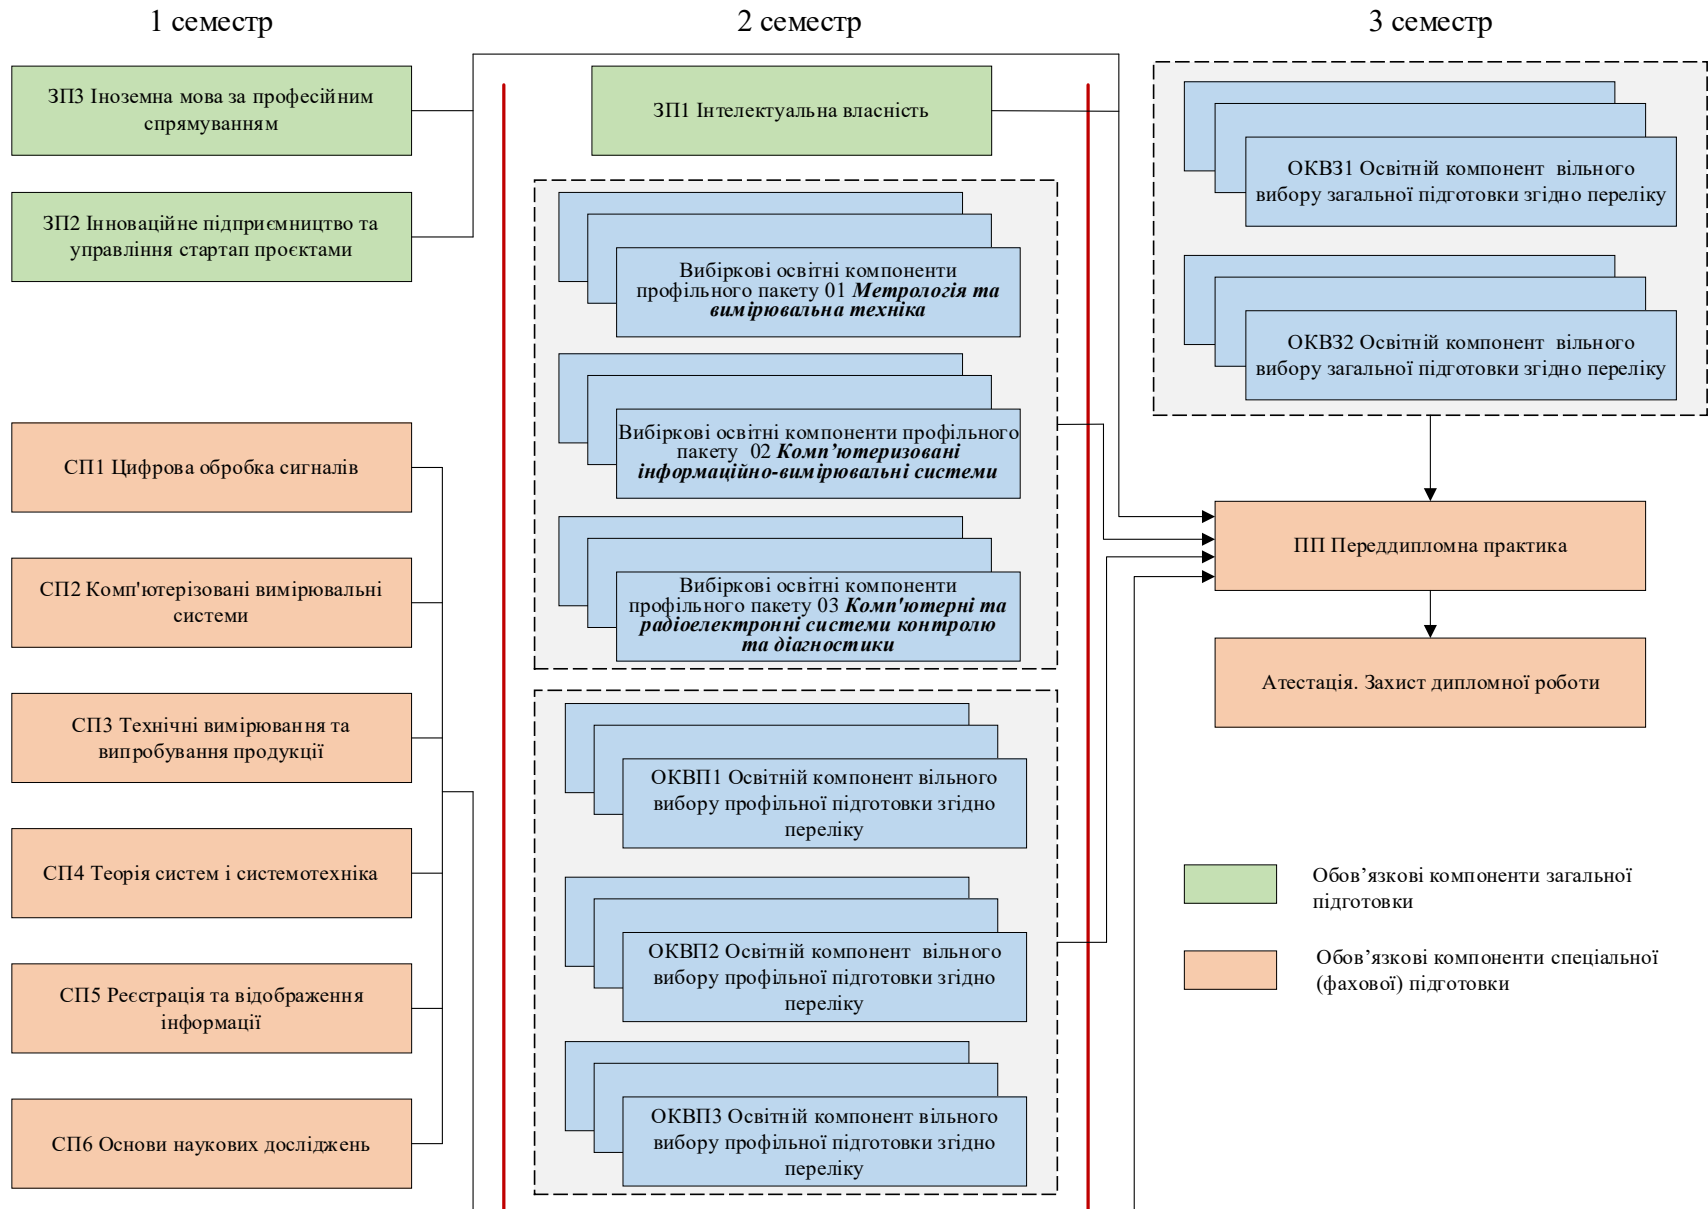 1 семестр
2 семестр
3 семестр
ЗП3 Іноземна мова за професійним
спрямуванням
ЗП2 Інноваційне підприємництво та
управління стартап проєктами
СП1 Цифрова обробка сигналів
СП2 Комп'ютерізовані вимірювальні
системи
СП3 Технічні вимірювання та
випробування продукції
СП4 Теорія систем і системотехніка
СП5 Реєстрація та відображення
інформації
СП6 Основи наукових досліджень
ЗП1 Інтелектуальна власність
Вибіркові освітні компоненти
профільного пакету 01 Метрологія та
вимірювальна техніка
Вибіркові освітні компоненти профільного
пакету  02 Комп’ютеризовані
інформаційно-вимірювальні системи
Вибіркові освітні компоненти
профільного пакету 03 Комп'ютерні та
радіоелектронні системи контролю
та діагностики
ОКВП1 Освітній компонент вільного
вибору профільної підготовки згідно
переліку
ОКВП2 Освітній компонент  вільного
вибору профільної підготовки згідно
переліку
ОКВП3 Освітній компонент вільного
вибору профільної підготовки згідно
переліку
ОКВЗ1 Освітній компонент  вільного
вибору загальної підготовки згідно переліку
ОКВЗ2 Освітній компонент  вільного
вибору загальної підготовки згідно переліку
ПП Переддипломна практика
Атестація. Захист дипломної роботи
Обов’язкові компоненти загальної
підготовки
Обов’язкові компоненти спеціальної
(фахової) підготовки